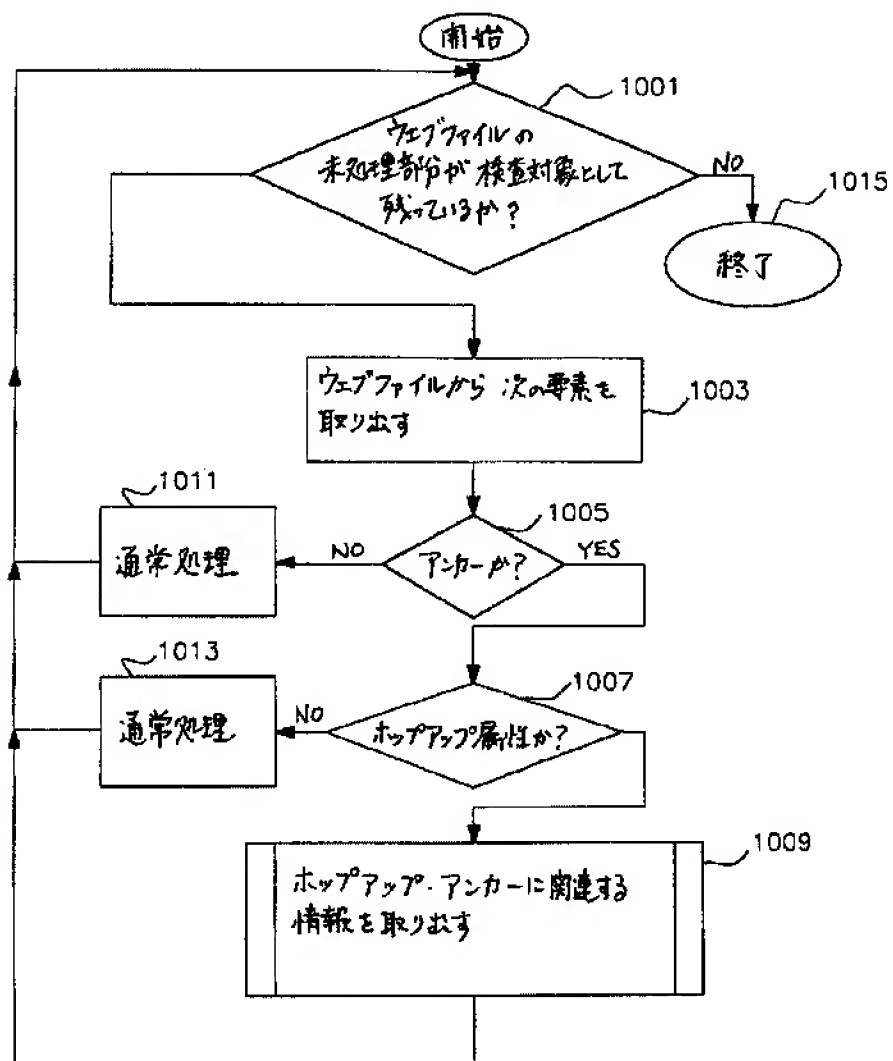 開始
1001
ウェブファイルの
未処理部分が検査対象として
残っているか?
NO
1015
終了
ウェブファイルから次の要素を
取り出す
1003
1011
通常処理
NO
1005
アンカーか?
YES
1013
通常処理
NO
1007
ホップアップ属性か?
1009
ホップアップ・アンカーに関連する
情報を取り出す